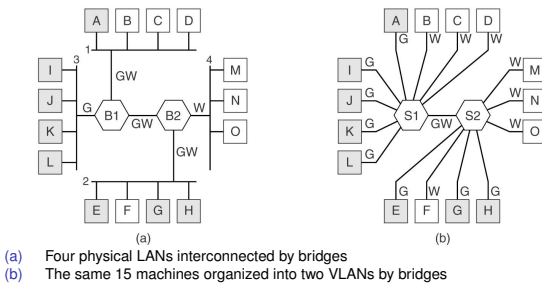 A B C D
1
GW
3
I
J
K
L
G
B1
GW
B2
W
4
M
N
O
GW
2
E F G H
(a)
A B C D
G W W W
I G
J G
K G
L G
S1
GW
S2
W M
W N
W O
G W G G
E F G H
(b)
(a) Four physical LANs interconnected by bridges
(b) The same 15 machines organized into two VLANs by bridges